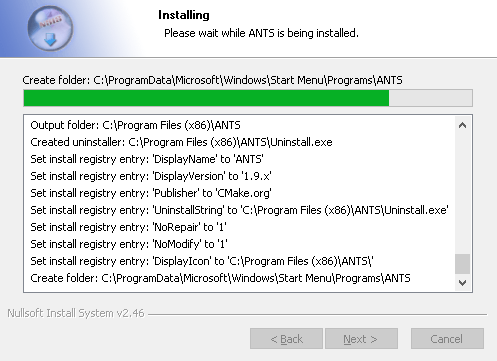 Installing
Please wait while ANTS is being installed.
Create folder: C:\ProgramData\Microsoft\Windows\Start Menu\Programs\ANTS
Output folder: C:\Program Files (x86)\ANTS
Created uninstaller: C:\Program Files (x86)\ANTS\Uninstall.exe
Set install registry entry: 'DisplayName' to 'ANTS'
Set install registry entry: 'DisplayVersion' to '1.9.x'
Set install registry entry: 'Publisher' to 'CMake.org'
Set install registry entry: 'UninstallString' to 'C:\Program Files (x86)\ANTS\Uninstall.exe'
Set install registry entry: 'NoRepair' to '1'
Set install registry entry: 'NoModify' to '1'
Set install registry entry: 'DisplayIcon' to 'C:\Program Files (x86)\ANTS\'
Create folder: C:\ProgramData\Microsoft\Windows\Start Menu\Programs\ANTS
Nullsoft Install System v2.46
< Back Next > Cancel